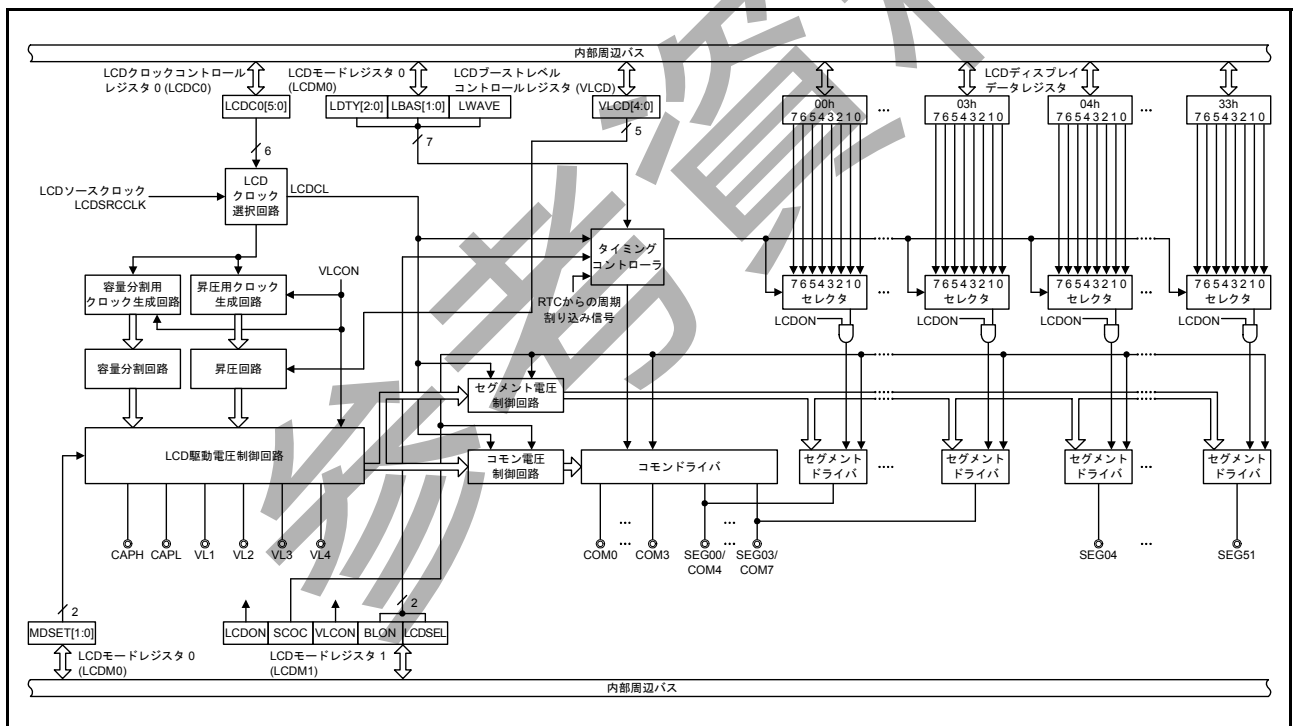 内部周辺バス
LCDクロックコントロール
レジスタ 0 (LCDC0)
LCDモードレジスタ 0
(LCDM0)
LCDブーストレベル
コントロールレジスタ (VLCD)
LCDディスプレイ
データレジスタ
LCDC0[5:0]
LDTY[2:0]
LBAS[1:0]
LWAVE
VLCD[4:0]
00h
76543210
...
03h
76543210
04h
76543210
...
33h
76543210
6
7
5
LCDソースクロック
LCDSRCCLK
LCD
クロック
選択回路
LCDCL
タイミング
コントローラ
RTCからの周期
割り込み信号
容量分割用
クロック生成回路
昇圧用クロック
生成回路
VLCON
76543210
セレクタ
76543210
セレクタ
76543210
セレクタ
76543210
セレクタ
LCDON
LCDON
LCDON
LCDON
容量分割回路
昇圧回路
セグメント電圧
制御回路
LCD駆動電圧制御回路
コモン電圧
制御回路
コモンドライバ
セグメント
ドライバ
...
セグメント
ドライバ
セグメント
ドライバ
...
セグメント
ドライバ
CAPH
CAPL
VL1
VL2
VL3
VL4
COM0
...
...
COM3
SEG00/
COM4
...
...
SEG03/
COM7
SEG04
...
SEG51
2
MDSET[1:0]
LCDモードレジスタ 0
(LCDM0)
2
LCDON
SCOC
VLCON
BLON
LCDSEL
LCDモードレジスタ 1
(LCDM1)
内部周辺バス
参考資料